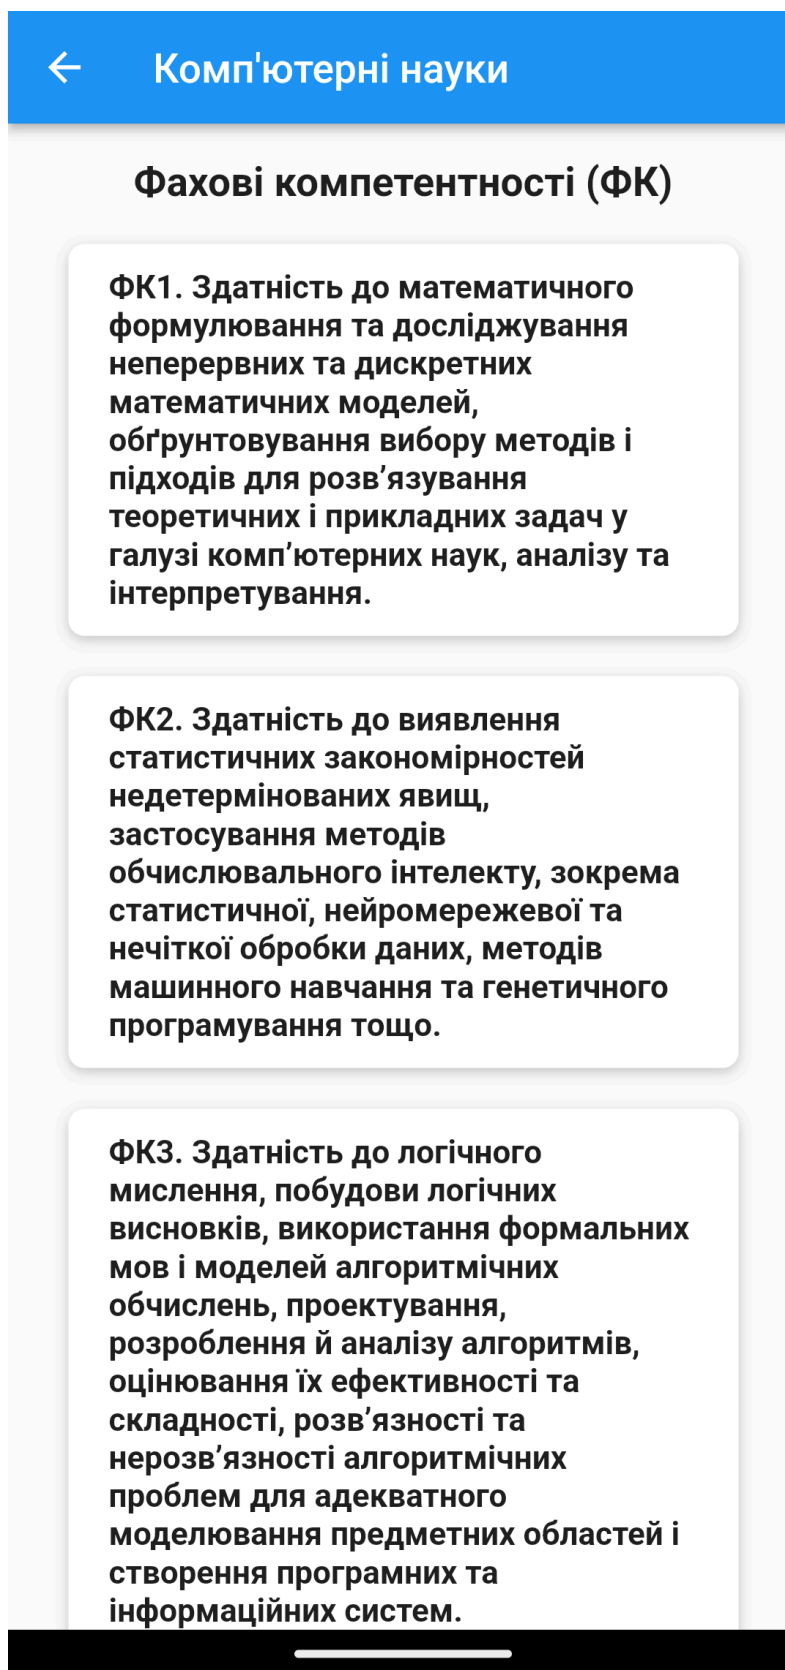 Комп'ютерні науки
Фахові компетентності (ФК)
ФК1. Здатність до математичного
формулювання та досліджування
неперервних та дискретних
математичних моделей,
обґрунтовування вибору методів і
підходів для розв’язування
теоретичних і прикладних задач у
галузі комп’ютерних наук, аналізу та
інтерпретування.
ФК2. Здатність до виявлення
статистичних закономірностей
недетермінованих явищ,
застосування методів
обчислювального інтелекту, зокрема
статистичної, нейромережевої та
нечіткої обробки даних, методів
машинного навчання та генетичного
програмування тощо.
ФК3. Здатність до логічного
мислення, побудови логічних
висновків, використання формальних
мов і моделей алгоритмічних
обчислень, проектування,
розроблення й аналізу алгоритмів,
оцінювання їх ефективності та
складності, розв’язності та
нерозв’язності алгоритмічних
проблем для адекватного
моделювання предметних областей і
створення програмних та
інформаційних систем.